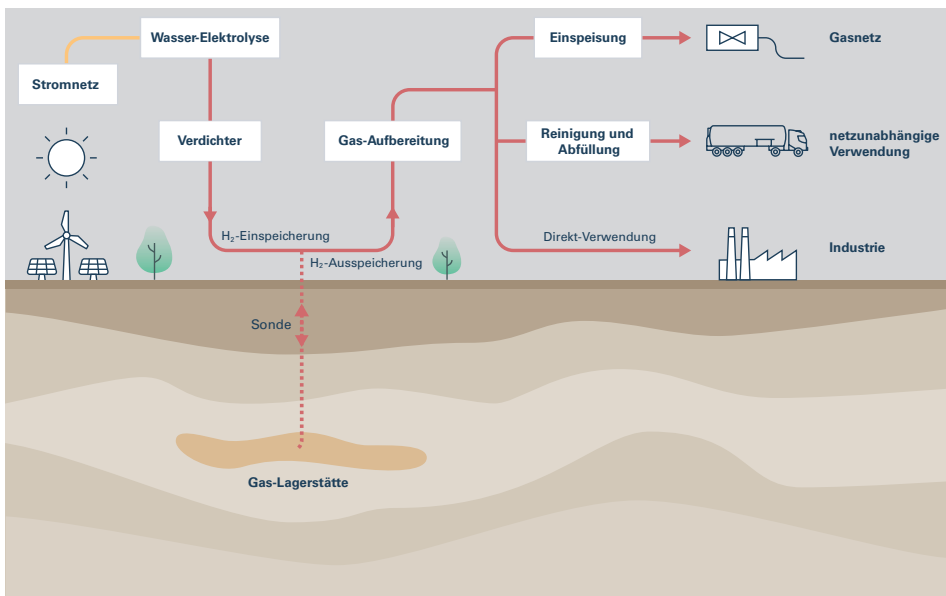 Wasser-Elektrolyse
Stromnetz
Verdichter
Gas-Aufbereitung
Einspeisung
Gasnetz
Reinigung und
Abfüllung
netzunabhängige
Verwendung
H₂-Einspeicherung
H₂-Ausspeicherung
Direkt-Verwendung
Industrie
Sonde
Gas-Lagerstätte